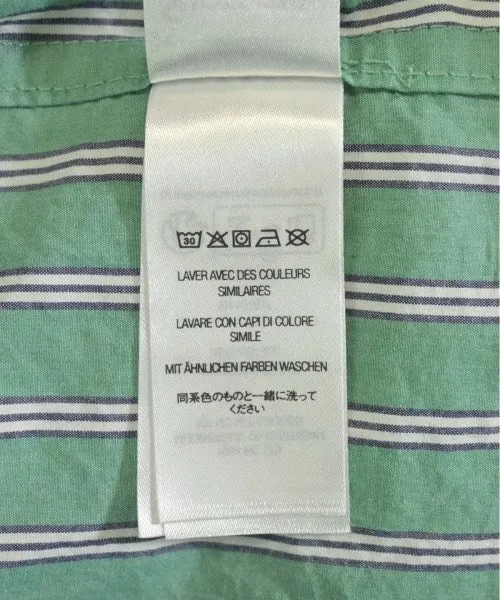 30
LAVER AVEC DES COULEURS
SIMILAIRES
LAVARE CON CAPI DI COLORE
SIMILE
MIT ÄHNLICHEN FARBEN WASCHEN
同系色のものと一緒に洗って
ください